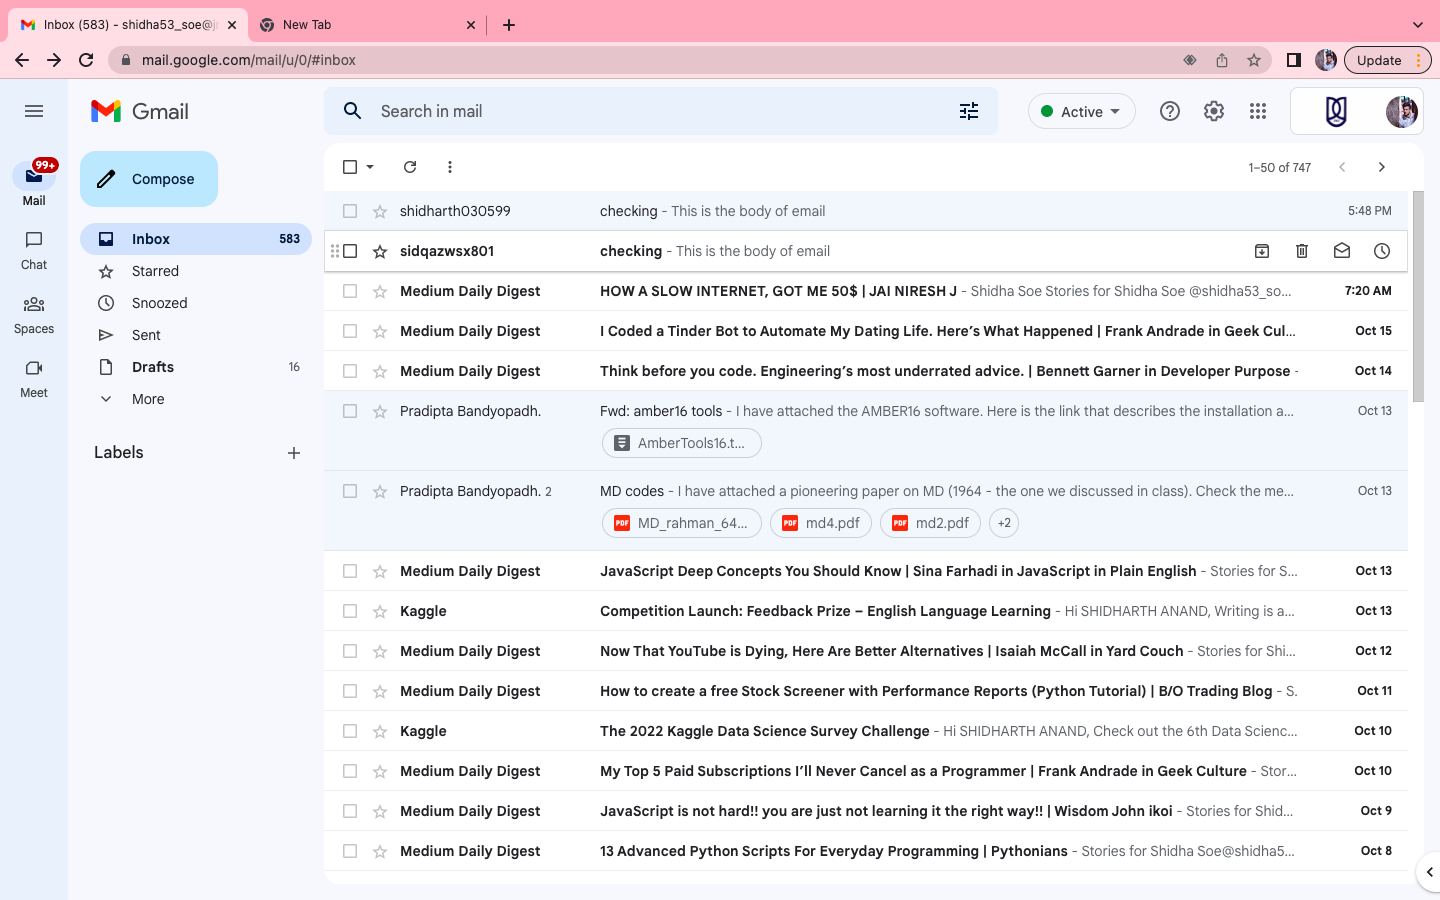 Inbox (583) - shidha53_soe@j
New Tab
mail.google.com/mail/u/0/#inbox
Update
Gmail
Search in mail
Active
99+
Mail
Chat
Spaces
Meet
Compose
Inbox 583
Starred
Snoozed
Sent
Drafts 16
More
Labels
1–50 of 747
shidharth030599 checking - This is the body of email 5:48 PM
sidqazwsx801 checking - This is the body of email
Medium Daily Digest HOW A SLOW INTERNET, GOT ME 50$ | JAI NIRESH J - Shidha Soe Stories for Shidha Soe @shidha53_so... 7:20 AM
Medium Daily Digest I Coded a Tinder Bot to Automate My Dating Life. Here’s What Happened | Frank Andrade in Geek Cul... Oct 15
Medium Daily Digest Think before you code. Engineering’s most underrated advice. | Bennett Garner in Developer Purpose - Oct 14
Pradipta Bandyopadh. Fwd: amber16 tools - I have attached the AMBER16 software. Here is the link that describes the installation a... Oct 13
AmberTools16.t...
Pradipta Bandyopadh. 2 MD codes - I have attached a pioneering paper on MD (1964 - the one we discussed in class). Check the me... Oct 13
PDF MD_rahman_64... PDF md4.pdf PDF md2.pdf +2
Medium Daily Digest JavaScript Deep Concepts You Should Know | Sina Farhadi in JavaScript in Plain English - Stories for S... Oct 13
Kaggle Competition Launch: Feedback Prize – English Language Learning - Hi SHIDHARTH ANAND, Writing is a... Oct 13
Medium Daily Digest Now That YouTube is Dying, Here Are Better Alternatives | Isaiah McCall in Yard Couch - Stories for Shi... Oct 12
Medium Daily Digest How to create a free Stock Screener with Performance Reports (Python Tutorial) | B/O Trading Blog - S. Oct 11
Kaggle The 2022 Kaggle Data Science Survey Challenge - Hi SHIDHARTH ANAND, Check out the 6th Data Scienc... Oct 10
Medium Daily Digest My Top 5 Paid Subscriptions I’ll Never Cancel as a Programmer | Frank Andrade in Geek Culture - Stor... Oct 10
Medium Daily Digest JavaScript is not hard!! you are just not learning it the right way!! | Wisdom John ikoi - Stories for Shid... Oct 9
Medium Daily Digest 13 Advanced Python Scripts For Everyday Programming | Pythonians - Stories for Shidha Soe@shidha5... Oct 8